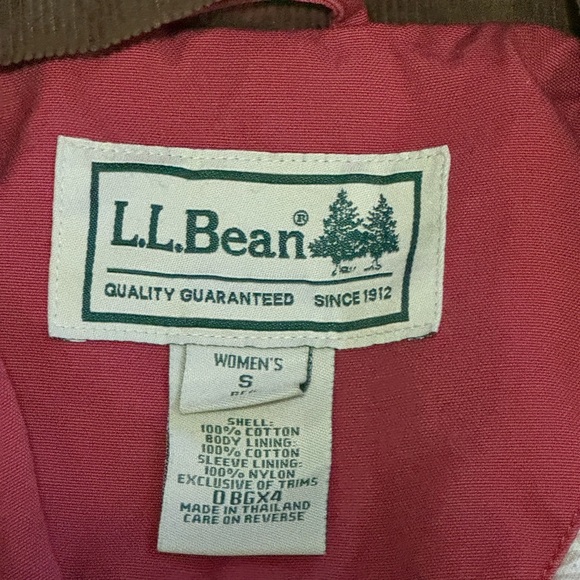 L.L.Bean®
QUALITY GUARANTEED SINCE 1912
WOMEN'S
S
SHELL:
100% COTTON
BODY LINING:
100% COTTON
SLEEVE LINING:
100% NYLON
EXCLUSIVE OF TRIMS
0 BGX4
MADE IN THAILAND
CARE ON REVERSE